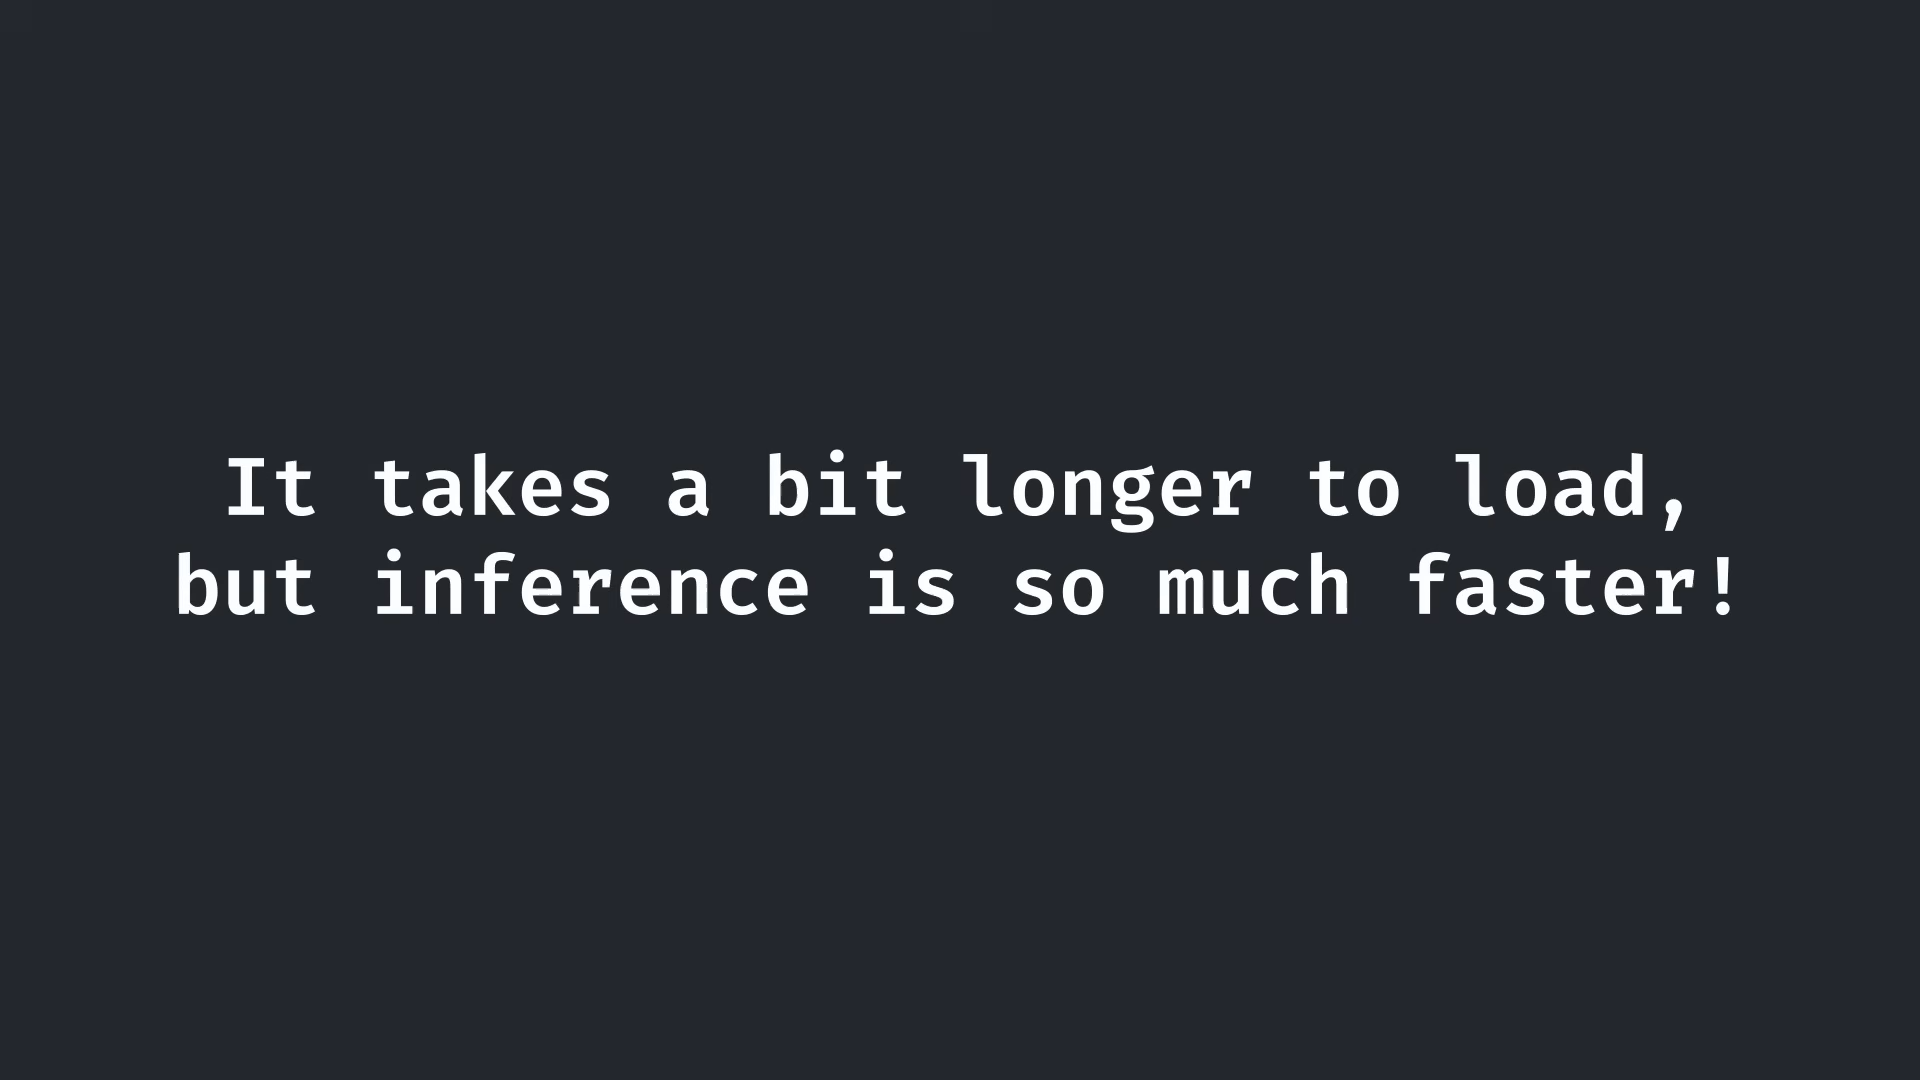 It takes a bit longer to load,
but inference is so much faster!